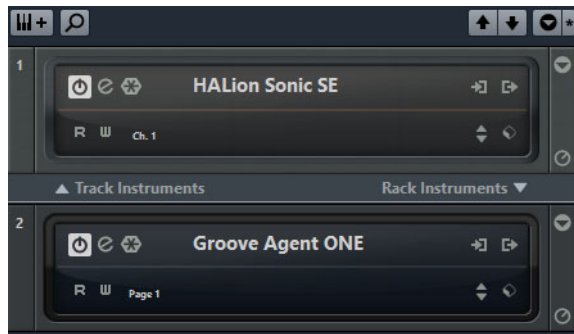 1
HALion Sonic SE
R W Ch. 1
Track Instruments Rack Instruments
2
Groove Agent ONE
R W Page 1